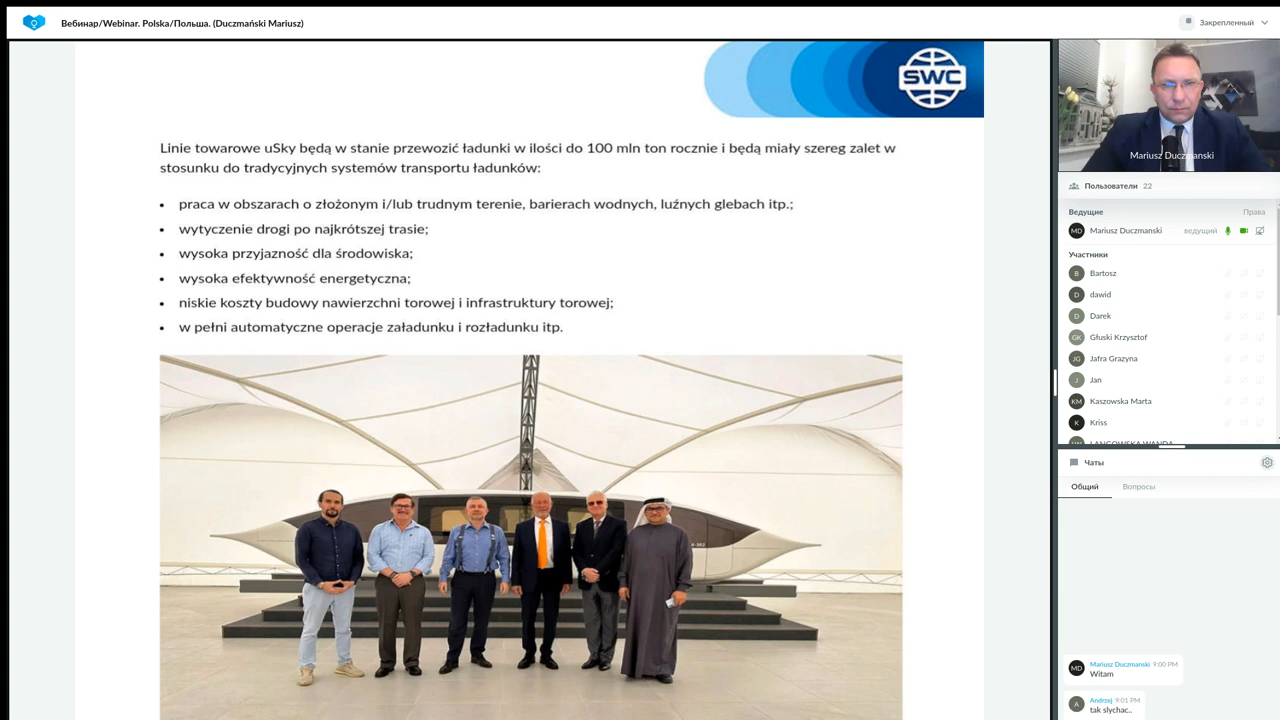 Вебинар/Webinar. Polska/Польша. (Duczmański Mariusz)
Закрепленный
SWC
Linie towarowe uSky będą w stanie przewozić ładunki w ilości do 100 mln ton rocznie i będą miały szereg zalet w
stosunku do tradycyjnych systemów transportu ładunków:
• praca w obszarach o złożonym i/lub trudnym terenie, barierach wodnych, luźnych glebach itp.;
• wytyczenie drogi po najkrótszej trasie;
• wysoka przyjazność dla środowiska;
• wysoka efektywność energetyczna;
• niskie koszty budowy nawierzchni torowej i infrastruktury torowej;
• w pełni automatyczne operacje załadunku i rozładunku itp.
Mariusz Duczmanski
Пользователи 22
Ведущие Права
MD Mariusz Duczmanski ведущий
Участники
B Bartosz
D dawid
D Darek
GK Głuski Krzysztof
JG Jafra Grazyna
J Jan
KM Kaszowska Marta
K Kriss
LANGOWSKA WANDA
Чаты
Общий Вопросы
MD Mariusz Duczmanski 9:00 PM
Witam
A Andrzej 9:01 PM
tak slychac..